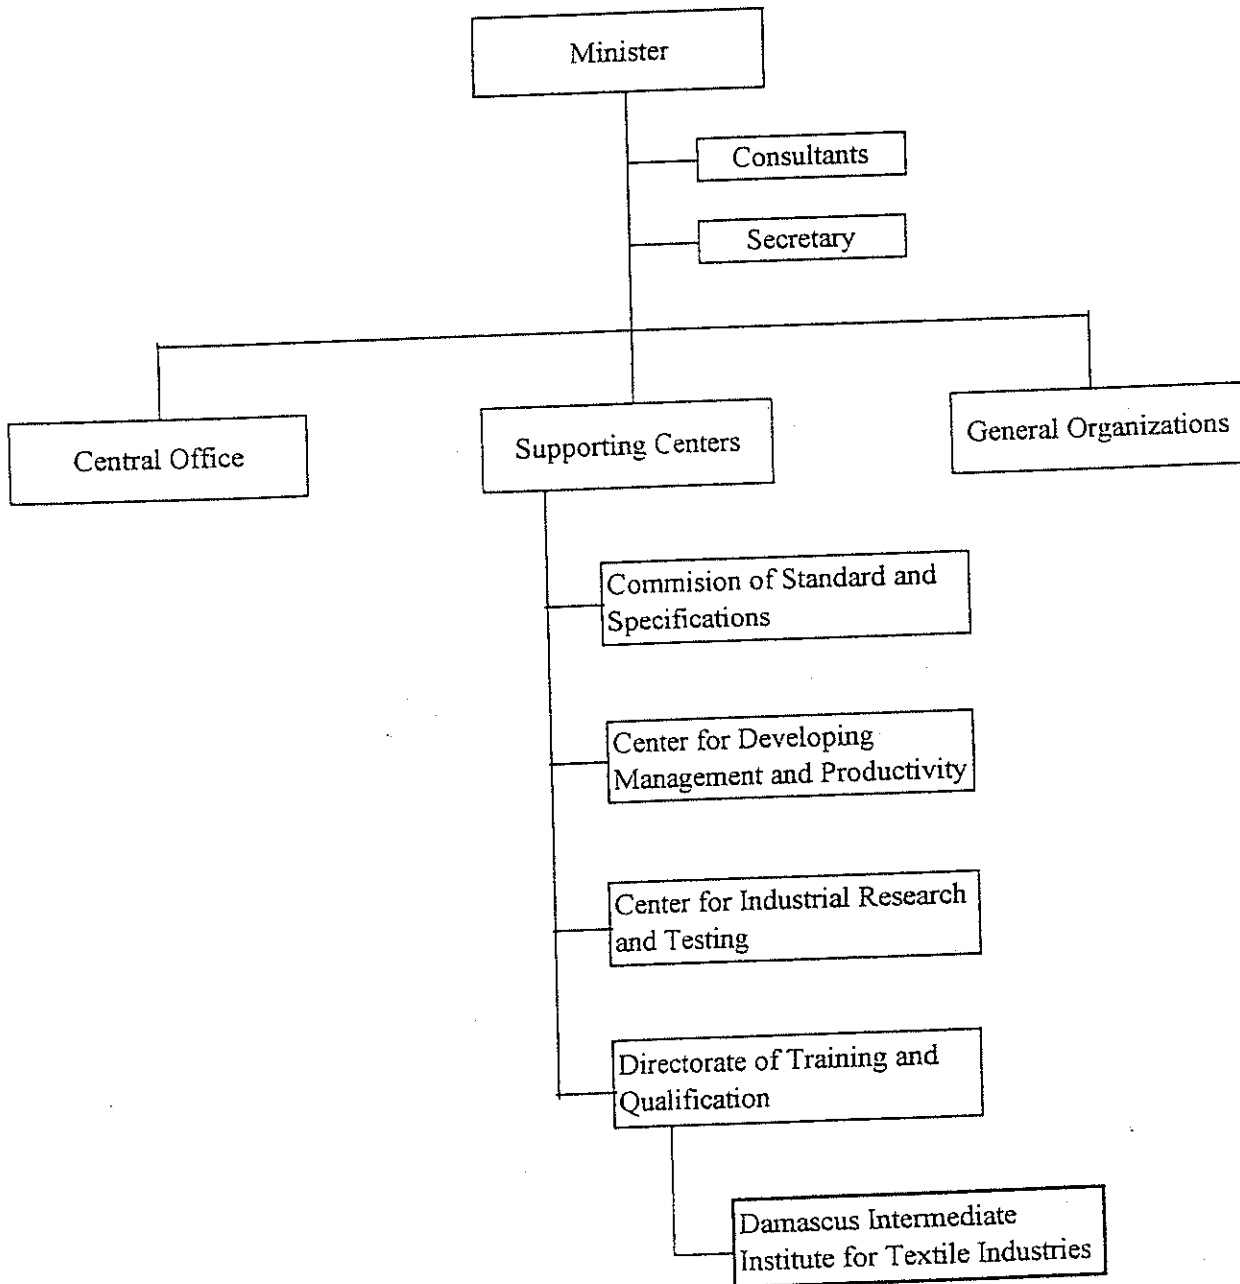 Minister
Consultants
Secretary
Central Office
Supporting Centers
General Organizations
Commision of Standard and
Specifications
Center for Developing
Management and Productivity
Center for Industrial Research
and Testing
Directorate of Training and
Qualification
Damascus Intermediate
Institute for Textile Industries